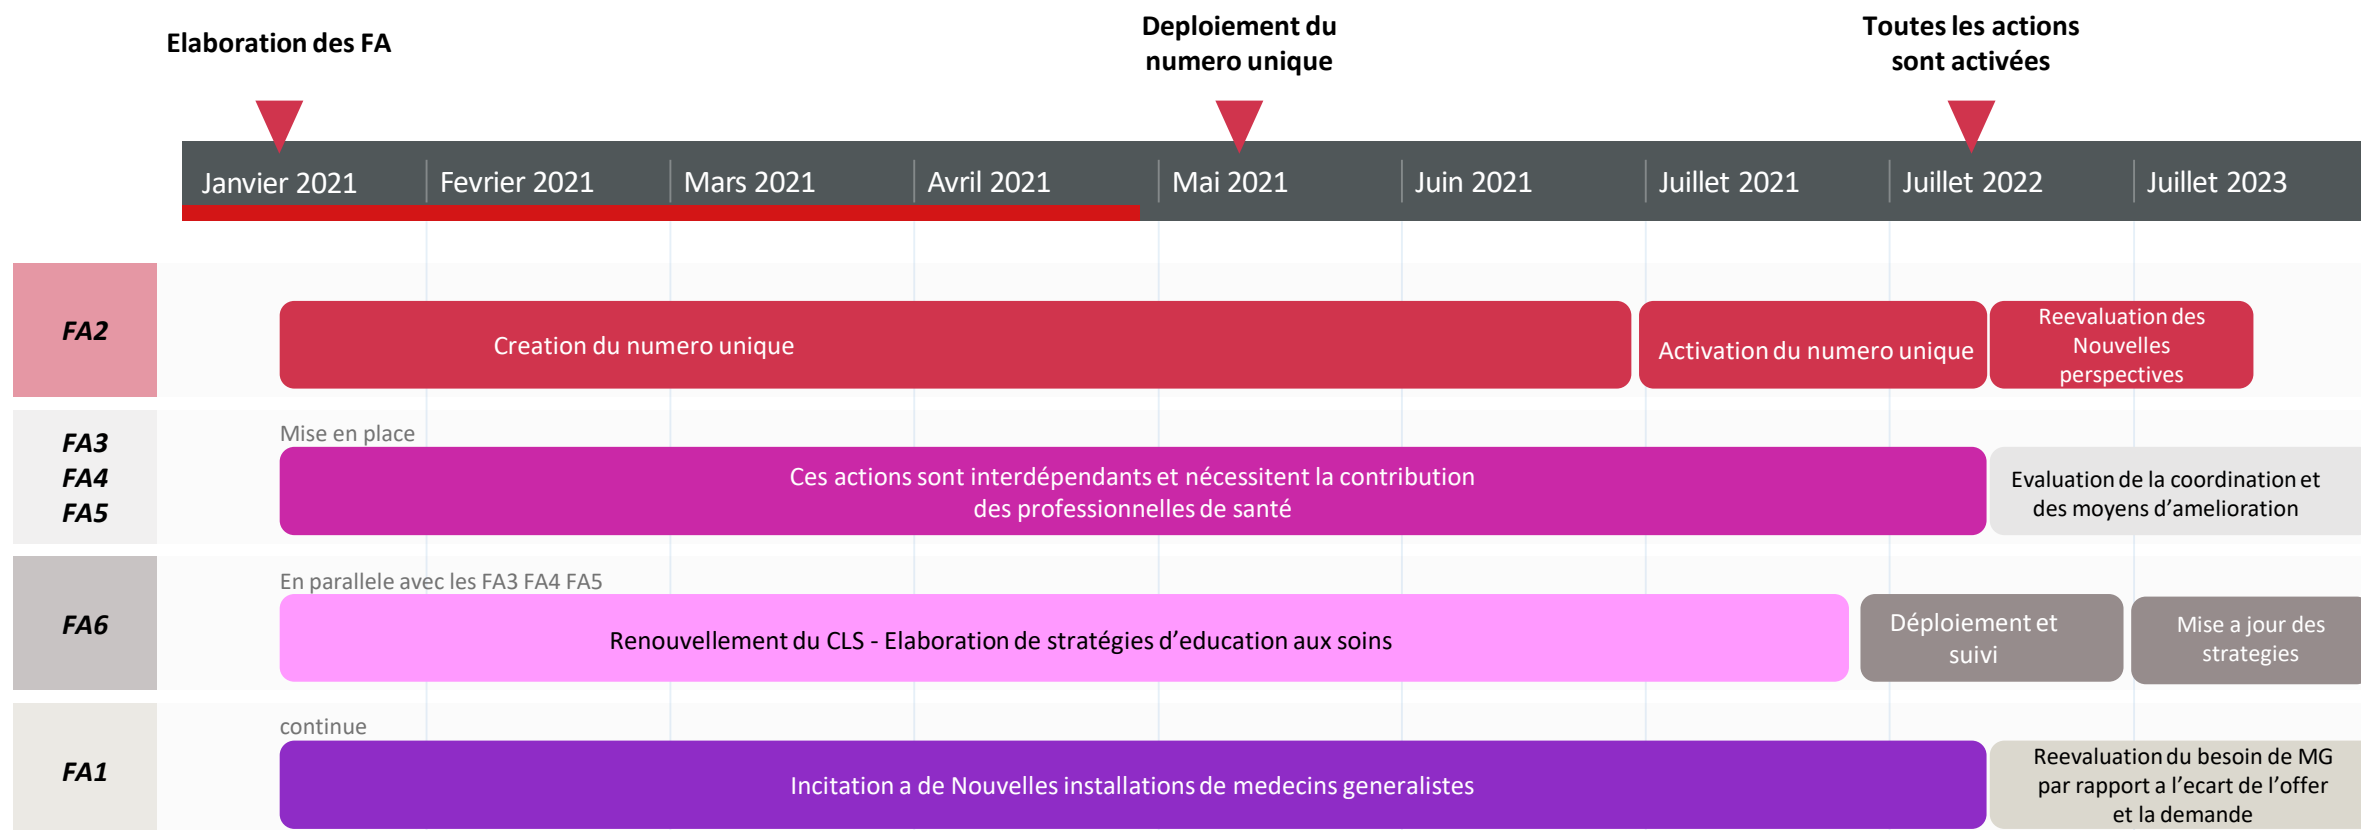 Elaboration des FA
Deploiement du
numero unique
Toutes les actions
sont activées
Janvier 2021
Fevrier 2021
Mars 2021
Avril 2021
Mai 2021
Juin 2021
Juillet 2021
Juillet 2022
Juillet 2023
FA2
Creation du numero unique
Activation du numero unique
Reevaluation des
Nouvelles
perspectives
FA3
FA4
FA5
Mise en place
Ces actions sont interdépendants et nécessitent la contribution
des professionnelles de santé
Evaluation de la coordination et
des moyens d’amelioration
FA6
En parallele avec les FA3 FA4 FA5
Renouvellement du CLS - Elaboration de stratégies d’education aux soins
Déploiement et
suivi
Mise a jour des
strategies
FA1
continue
Incitation a de Nouvelles installations de medecins generalistes
Reevaluation du besoin de MG
par rapport a l’ecart de l’offer
et la demande